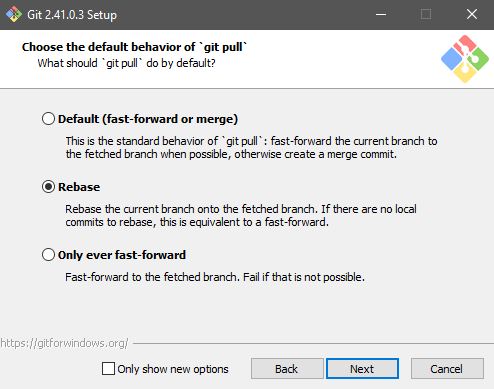 Git 2.41.0.3 Setup
Choose the default behavior of `git pull`
What should `git pull` do by default?
Default (fast-forward or merge)
This is the standard behavior of `git pull`: fast-forward the current branch to
the fetched branch when possible, otherwise create a merge commit.
Rebase
Rebase the current branch onto the fetched branch. If there are no local
commits to rebase, this is equivalent to a fast-forward.
Only ever fast-forward
Fast-forward to the fetched branch. Fail if that is not possible.
https://gitforwindows.org/
Only show new options
Back
Next
Cancel